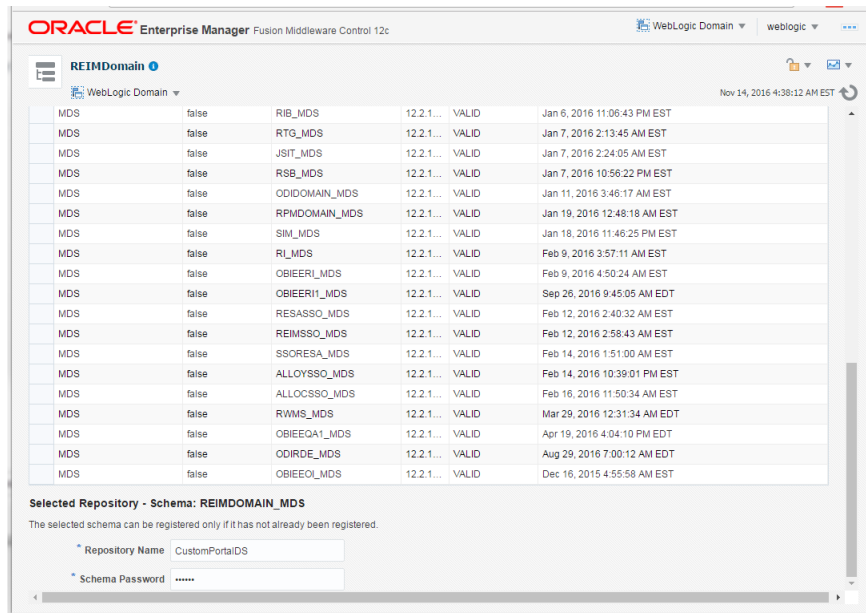 ORACLE Enterprise Manager Fusion Middleware Control 12c WebLogic Domain weblogic
REIMDomain
WebLogic Domain Nov 14, 2016 4:38:12 AM EST
MDS false RIB_MDS 12.2.1... VALID Jan 6, 2016 11:06:43 PM EST
MDS false RTG_MDS 12.2.1... VALID Jan 7, 2016 2:13:45 AM EST
MDS false JSIT_MDS 12.2.1... VALID Jan 7, 2016 2:24:05 AM EST
MDS false RSB_MDS 12.2.1... VALID Jan 7, 2016 10:56:22 PM EST
MDS false ODIDOMAIN_MDS 12.2.1... VALID Jan 11, 2016 3:46:17 AM EST
MDS false RPMDOMAIN_MDS 12.2.1... VALID Jan 19, 2016 12:48:18 AM EST
MDS false SIM_MDS 12.2.1... VALID Jan 18, 2016 11:46:25 PM EST
MDS false RI_MDS 12.2.1... VALID Feb 9, 2016 3:57:11 AM EST
MDS false OBIEERI_MDS 12.2.1... VALID Feb 9, 2016 4:50:24 AM EST
MDS false OBIEERI1_MDS 12.2.1... VALID Sep 26, 2016 9:45:05 AM EDT
MDS false RESASSO_MDS 12.2.1... VALID Feb 12, 2016 2:40:32 AM EST
MDS false REIMSSO_MDS 12.2.1... VALID Feb 12, 2016 2:58:43 AM EST
MDS false SSORESA_MDS 12.2.1... VALID Feb 14, 2016 1:51:00 AM EST
MDS false ALLOYSSO_MDS 12.2.1... VALID Feb 14, 2016 10:39:01 PM EST
MDS false ALLOCSSO_MDS 12.2.1... VALID Feb 16, 2016 11:50:34 AM EST
MDS false RWMS_MDS 12.2.1... VALID Mar 29, 2016 12:31:34 AM EDT
MDS false OBIEEQA1_MDS 12.2.1... VALID Apr 19, 2016 4:04:10 PM EDT
MDS false ODIRDE_MDS 12.2.1... VALID Aug 29, 2016 7:00:12 AM EDT
MDS false OBIEEOI_MDS 12.2.1... VALID Dec 16, 2015 4:55:58 AM EST
Selected Repository - Schema: REIMDOMAIN_MDS
The selected schema can be registered only if it has not already been registered.
* Repository Name CustomPortalDS
* Schema Password ••••••